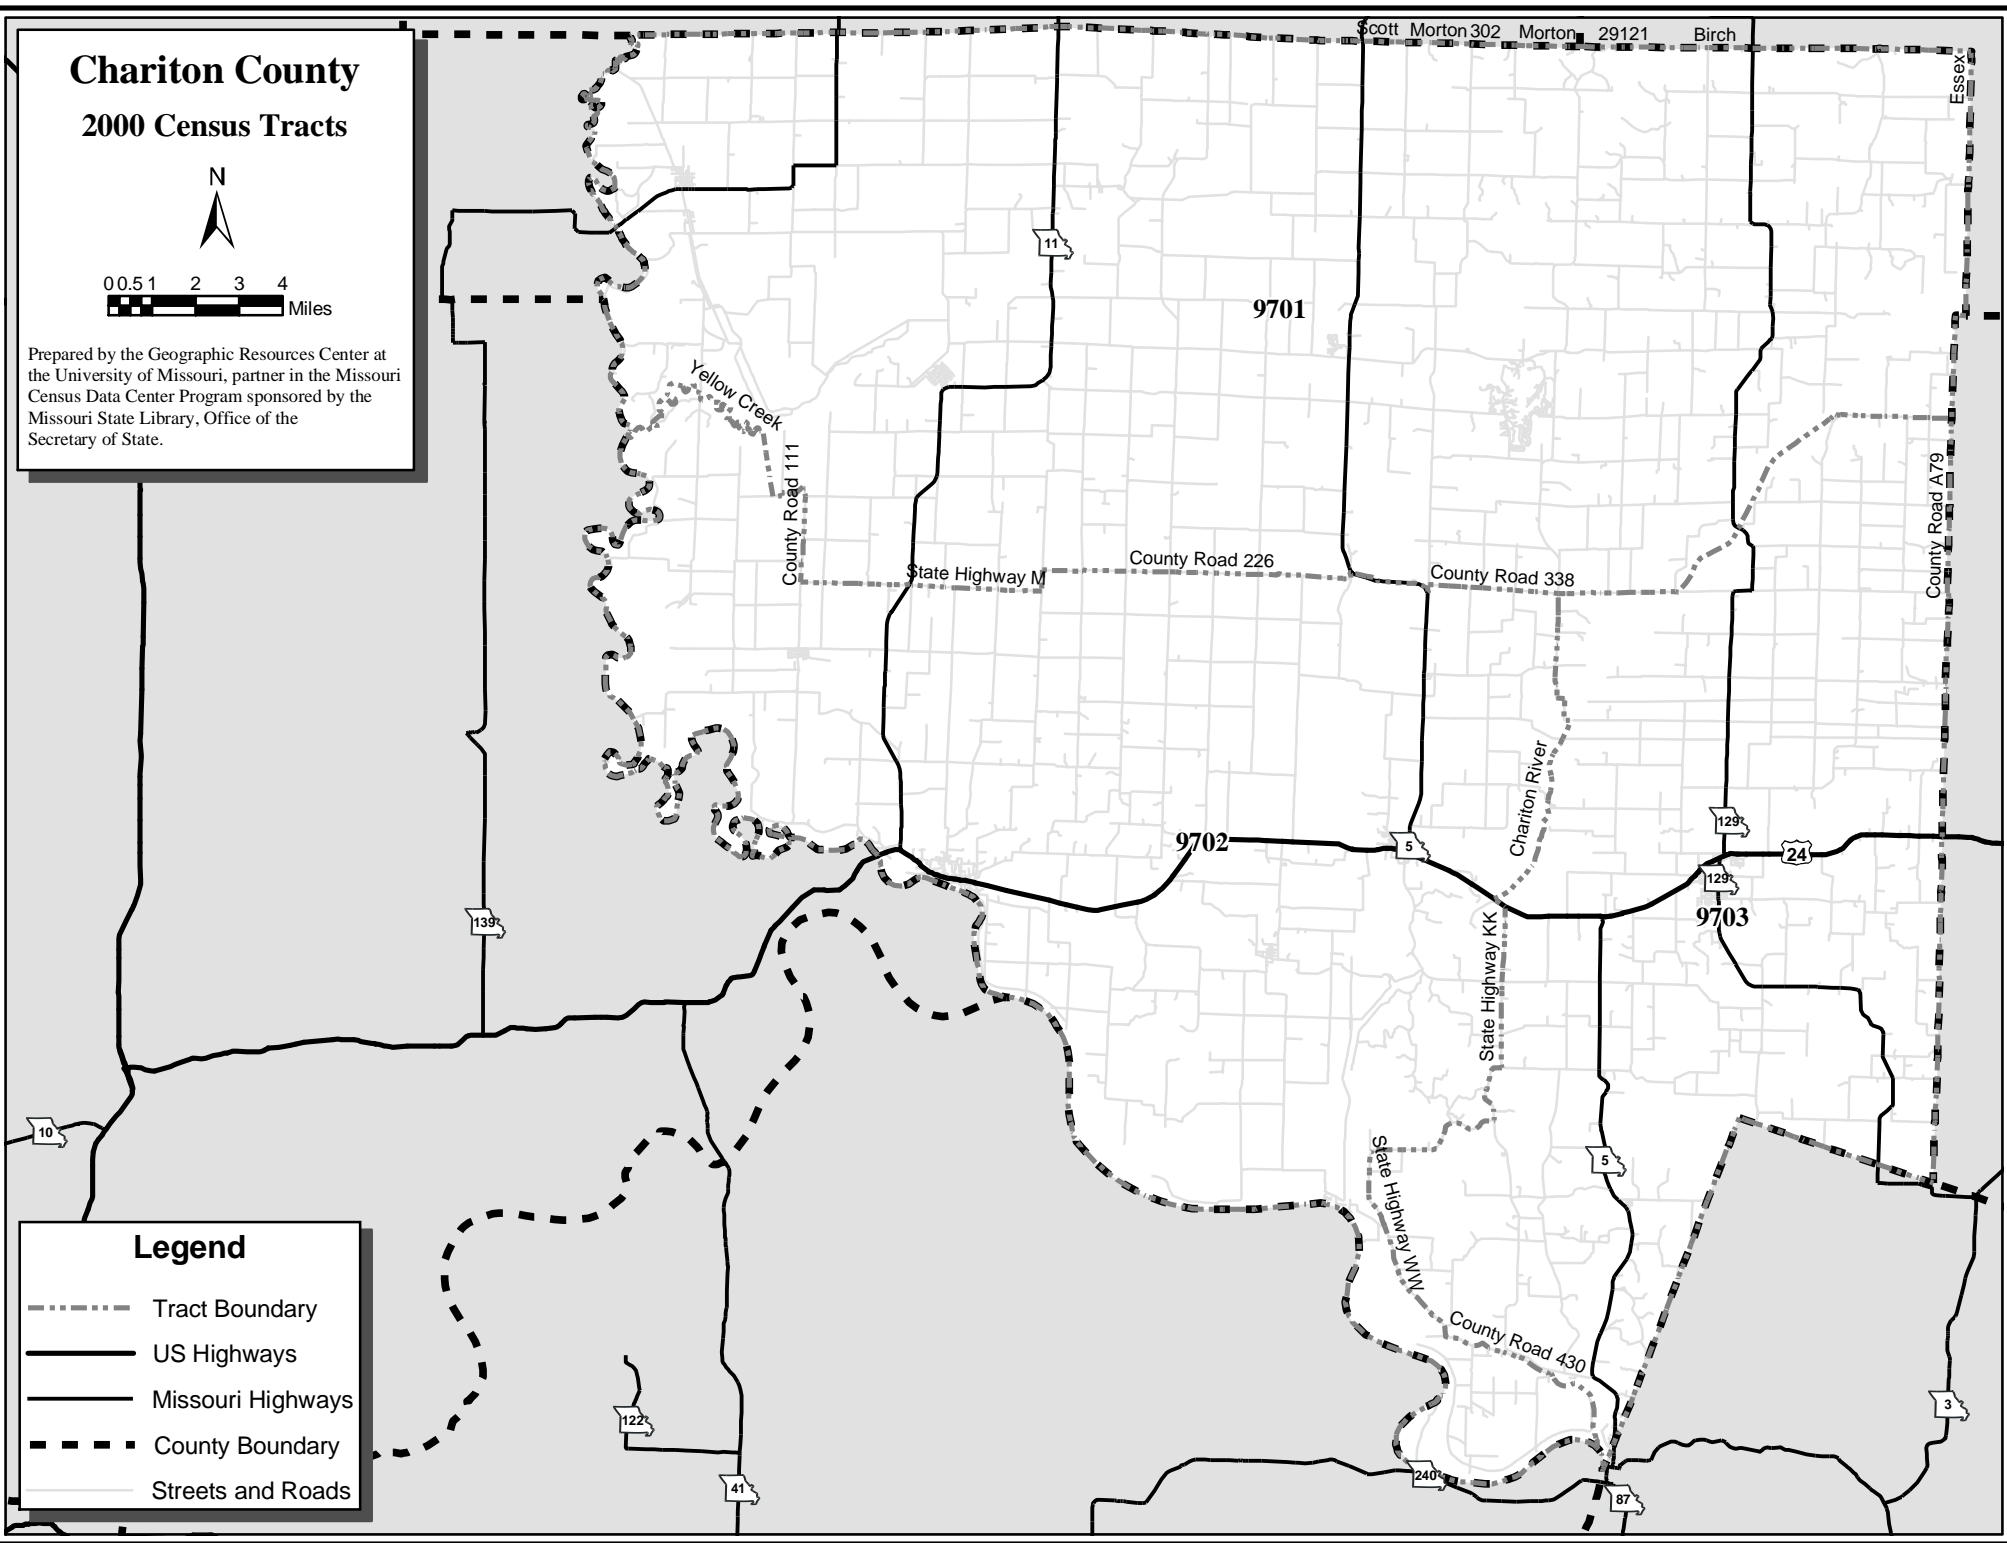 Chariton County
2000 Census Tracts
N
0 0.5 1 2 3 4
Miles
Prepared by the Geographic Resources Center at
the University of Missouri, partner in the Missouri
Census Data Center Program sponsored by the
Missouri State Library, Office of the
Secretary of State.
Scott Morton 302 Morton 29121 Birch
Essex
11
9701
Yellow Creek
County Road 111
County Road A79
State Highway M
County Road 226
County Road 338
Chariton River
129
9702
5
24
129
9703
139
State Highway KK
10
5
State Highway WW
County Road 430
Legend
Tract Boundary
US Highways
Missouri Highways
County Boundary
Streets and Roads
122
41
240
87
3